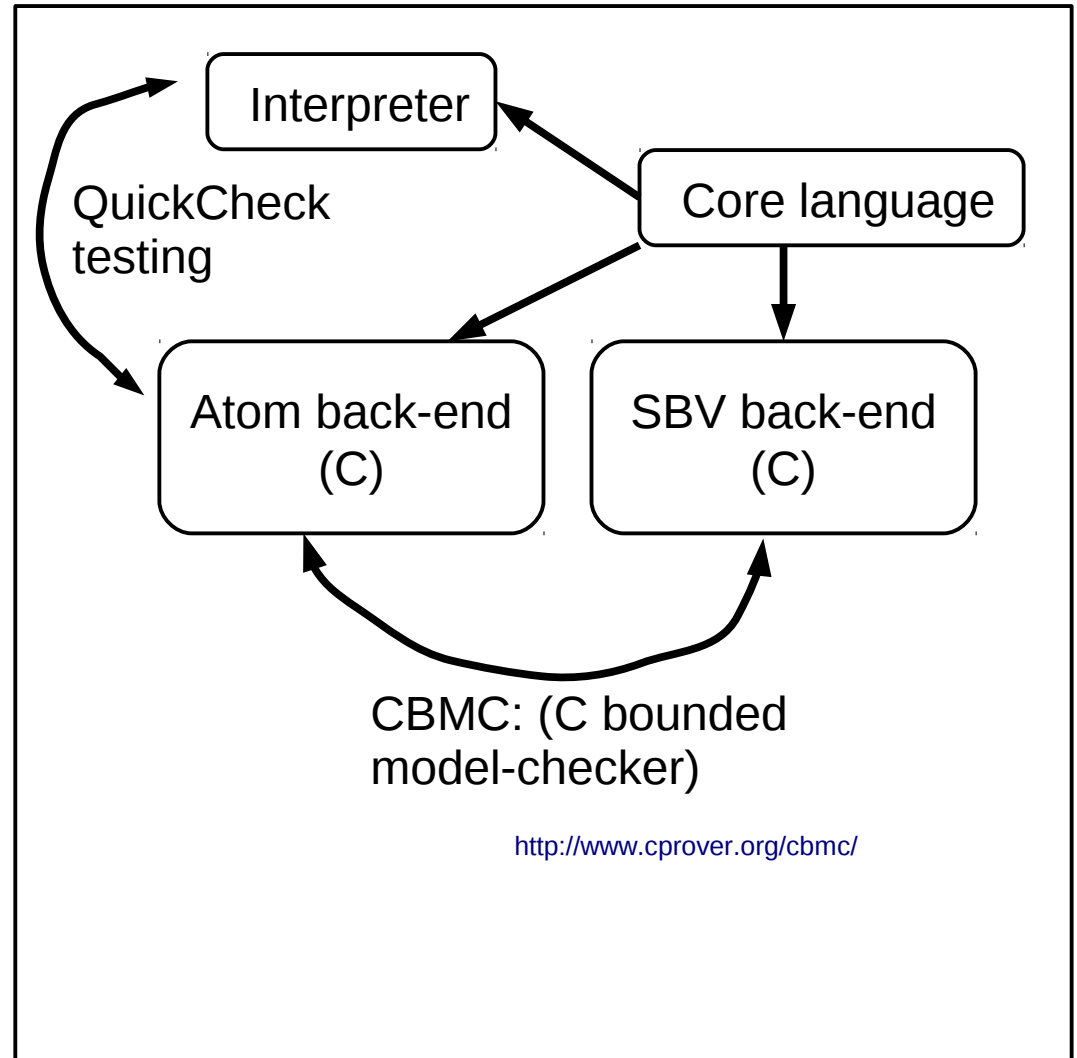 Interpreter
Core language
QuickCheck
testing
Atom back-end
(C)
SBV back-end
(C)
CBMC: (C bounded
model-checker)
http://www.cprover.org/cbmc/